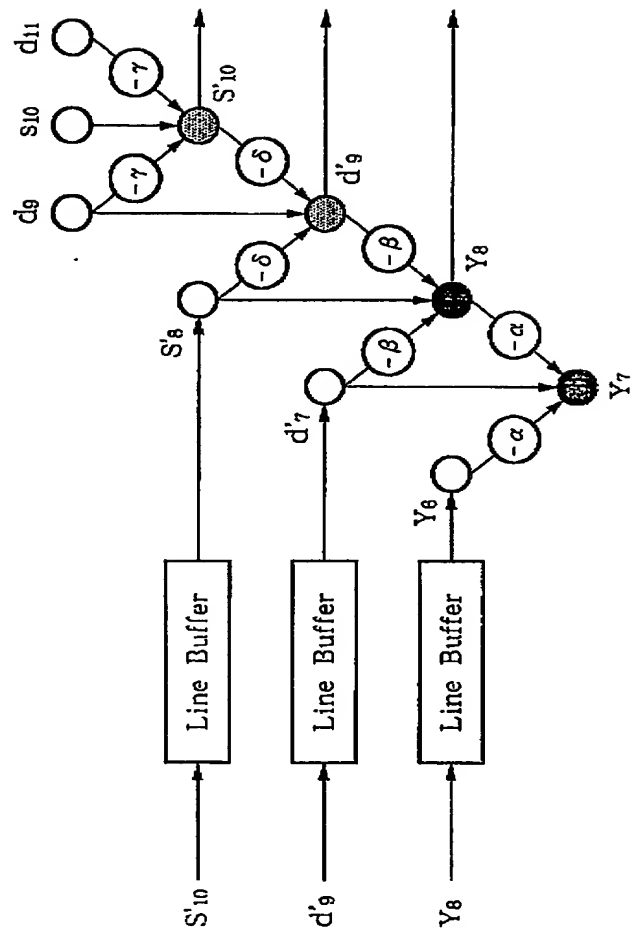 d9 s10 d11
-γ -γ
S'10 Line Buffer S'8 S'10
-δ -δ
d'9 Line Buffer d'7 d'9
-β -β
Y8 Line Buffer Y6 Y8
-α -α
Y7